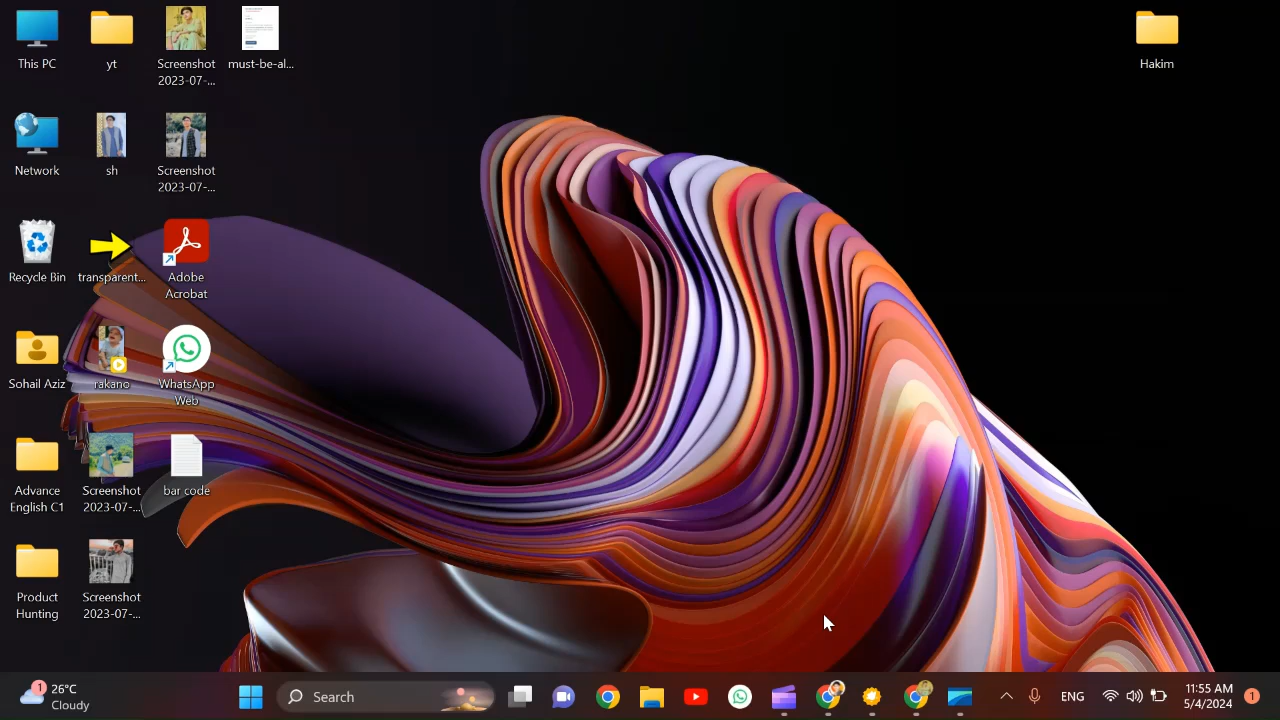 This PC
yt
Screenshot
2023-07-...
must-be-al...
Hakim
Network
sh
Screenshot
2023-07-...
Recycle Bin
transparent...
Adobe
Acrobat
Sohail Aziz
rakano
WhatsApp
Web
Advance
English C1
Screenshot
2023-07-...
bar code
Product
Hunting
Screenshot
2023-07-...
1
26°C
Cloudy
Search
ENG
11:55 AM
5/4/2024
1